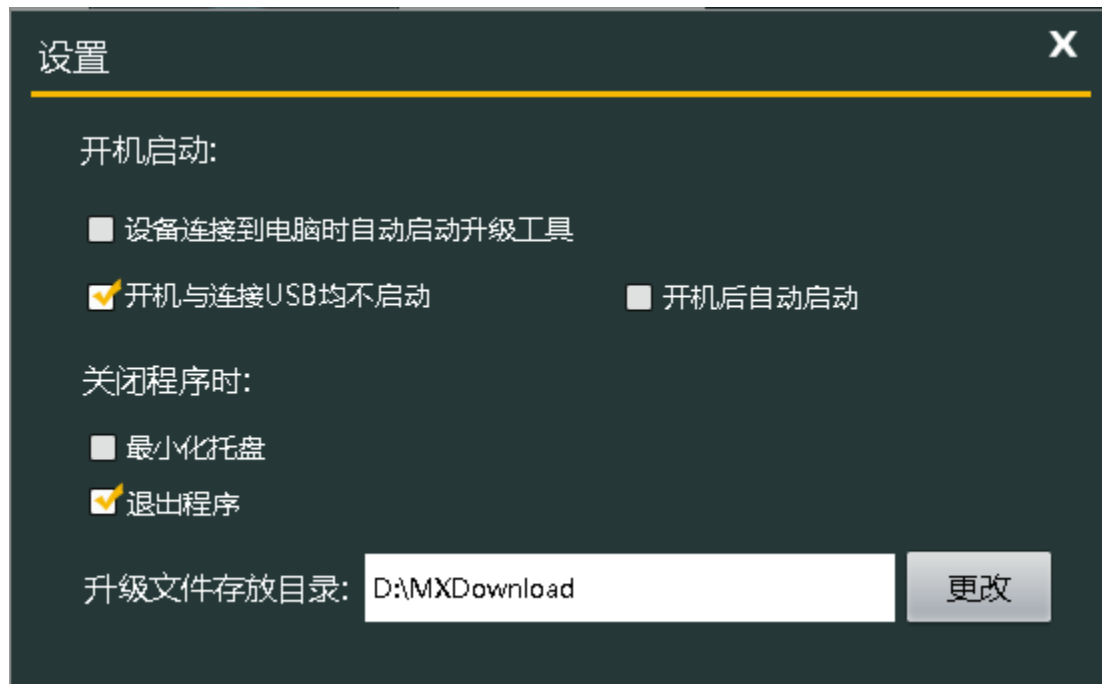 设置
X
开机启动:
设备连接到电脑时自动启动升级工具
开机与连接USB均不启动 开机后自动启动
关闭程序时:
最小化托盘
退出程序
升级文件存放目录: D:\MXDownload 更改